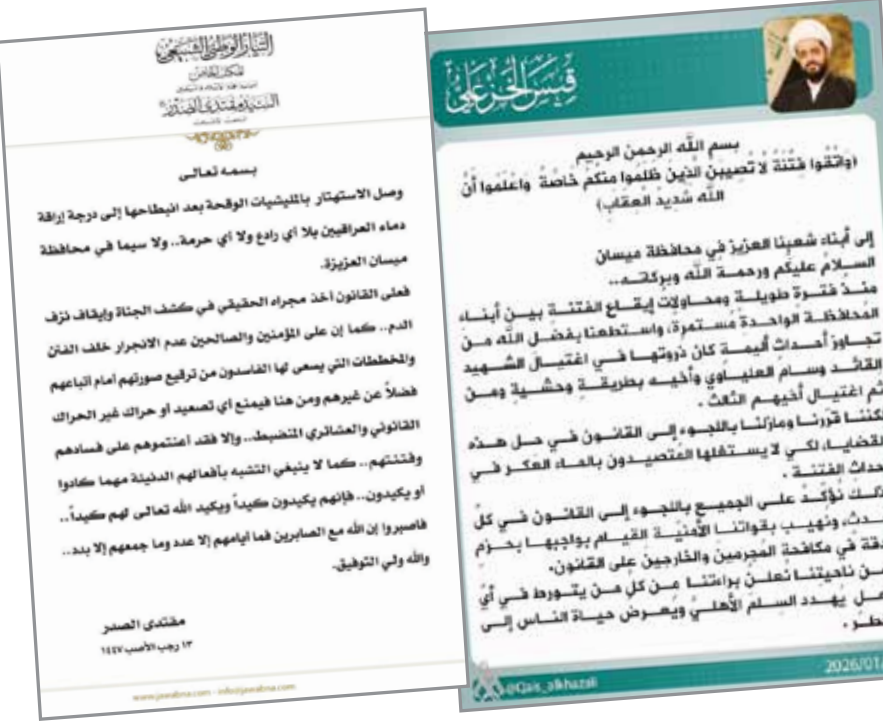 التيار الوطني الشيعي
المكتب الخاص
السيد مقتدى الصدر
بسمه تعالى
وصل الاستهتار بالمليشيات الوقحة بعد انبطاحها إلى درجة إراقة
دماء العراقيين بلا أي رادع ولا أي حرمة.. ولا سيما في محافظة
ميسان العزيزة.
فعلى القانون أخذ مجراه الحقيقي في كشف الجناة وإيقاف نزف
الدم.. كما إن على المؤمنين والصالحين عدم الانجرار خلف الفتن
والمخططات التي يسعى لها الفاسدون من ترقيع صورتهم أمام اتباعهم
فضلاً عن غيرهم ومن هنا فيمنع أي تصعيد أو حراك غير الحراك
القانوني والعشائري المنضبط.. وإلا فقد أعنتموهم على فسادهم
وفتنتهم.. كما لا ينبغي التشبه بأفعالهم الدنيئة مهما كادوا
أو يكيدون.. فإنهم يكيدون كيداً ويكيد الله تعالى لهم كيداً..
فاصبروا إن الله مع الصابرين فما أيامهم إلا عدد وما جمعهم إلا بدد..
والله ولي التوفيق.
مقتدى الصدر
١٣ رجب الأصب ١٤٤٧
www.jawabna.com - info@jawabna.com
قيس الخزعلي
بسم الله الرحمن الرحيم
(واتقوا فتنة لا تصيبن الذين ظلموا منكم خاصة واعلموا أن
الله شديد العقاب)
إلى أبناء شعبنا العزيز في محافظة ميسان
السلام عليكم ورحمة الله وبركاته..
منذ فترة طويلة ومحاولات إيقاع الفتنة بين أبناء
المحافظة الواحدة مستمرة، واستطعنا بفضل الله من
تجاوز أحداث أليمة كان ذروتها في اغتيال الشهيد
القائد وسام العلياوي وأخيه بطريقة وحشية ومن
ثم اغتيال أخيهم الثالث.
لكننا قررنا ومازلنا باللجوء إلى القانون في حل هذه
القضايا، لكي لا يستغلها المتصيدون بالماء العكر في
الفتنة.
نؤكد على الجميع باللجوء إلى القانون في كل
ونهيب بقواتنا الأمنية القيام بواجبها بحزم
في مكافحة المجرمين والخارجين على القانون.
ناحيتنا نعلن براءتنا من كل من يتورط في أي
يهدد السلم الأهلي ويعرض حياة الناس إلى
@Qais_alkhazali
2026/01/